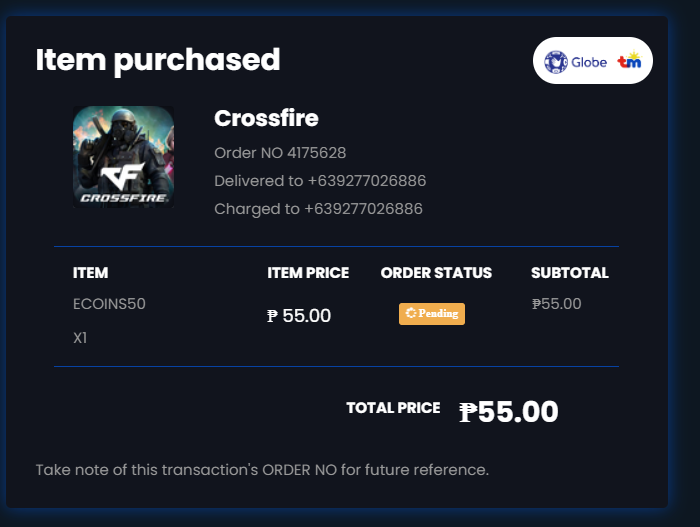 Item purchased
Globe tm
CF
CROSSFIRE
Crossfire
Order NO 4175628
Delivered to +639277026886
Charged to +639277026886
ITEM ITEM PRICE ORDER STATUS SUBTOTAL
ECOINS50 ₱ 55.00 Pending ₱55.00
X1
TOTAL PRICE ₱55.00
Take note of this transaction's ORDER NO for future reference.